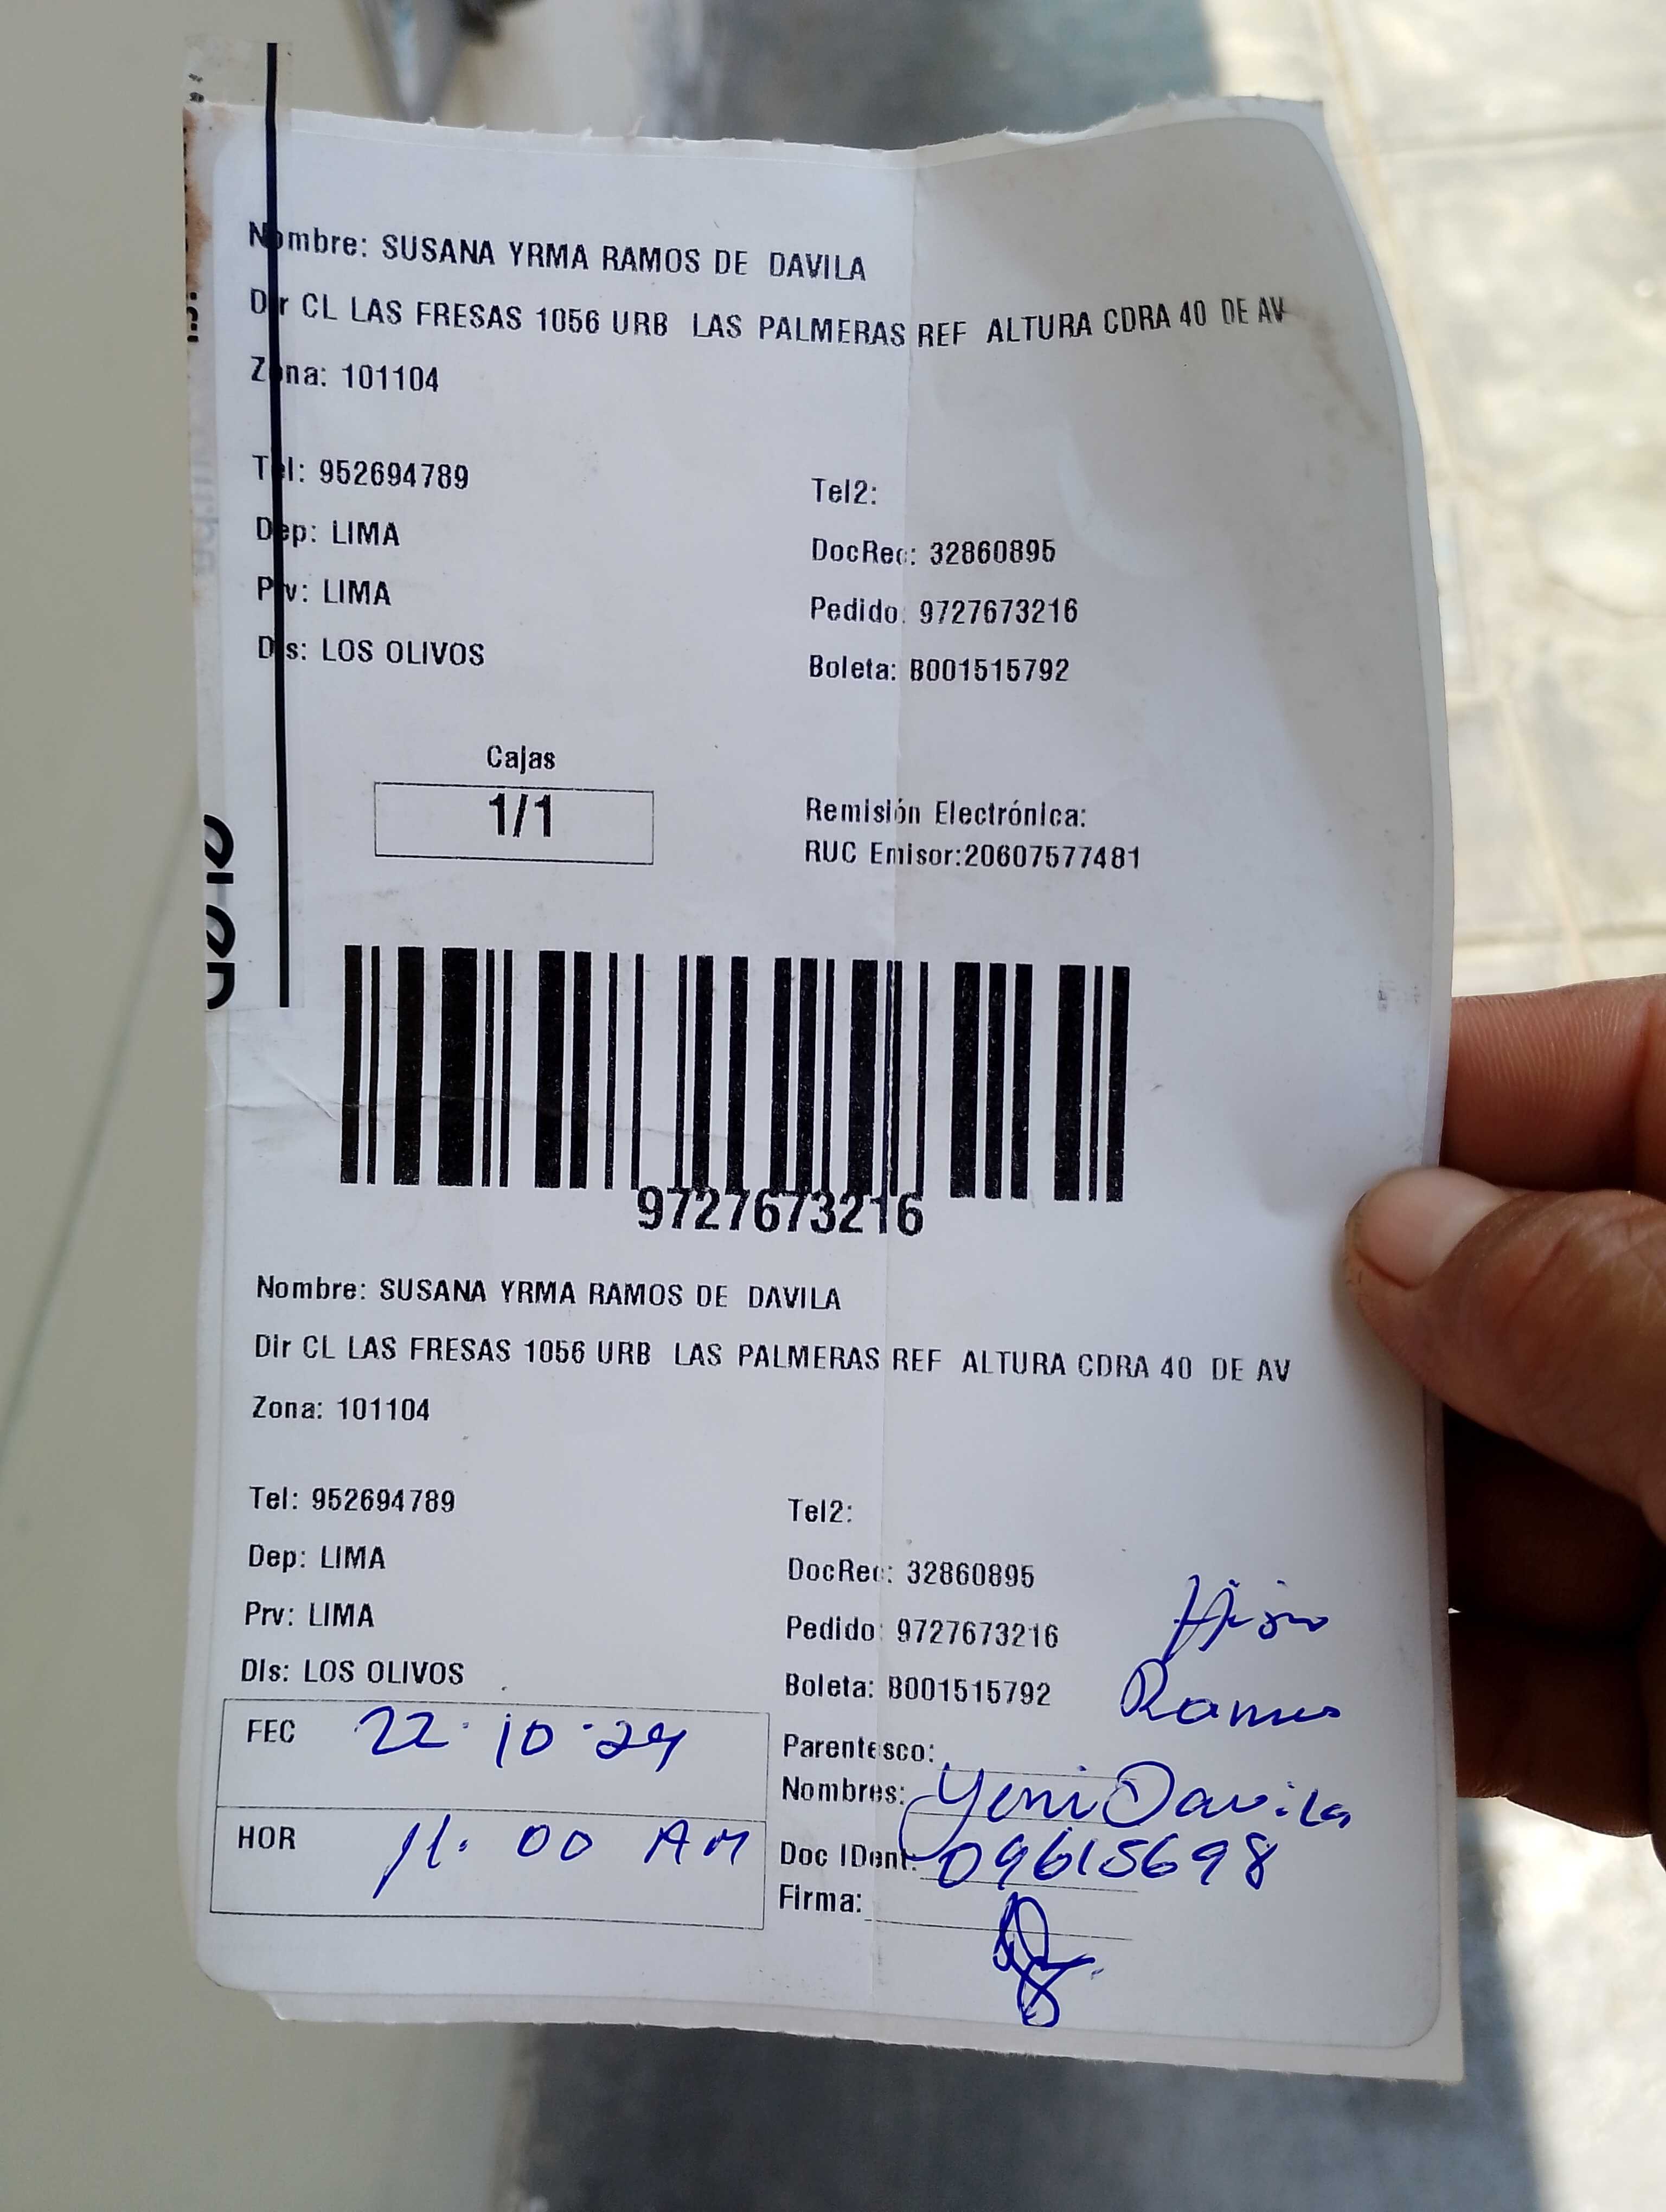 Nombre: SUSANA YRMA RAMOS DE DAVILA
Dir CL LAS FRESAS 1056 URB LAS PALMERAS REF ALTURA CDRA 40 DE AV
Zona: 101104
Tel: 952694789
Tel2:
Dep: LIMA
DocRec: 32860895
Prv: LIMA
Pedido: 9727673216
Dis: LOS OLIVOS
Boleta: B001515792
Cajas
1/1
Remisión Electrónica:
RUC Emisor:20607577481
9727673216
Nombre: SUSANA YRMA RAMOS DE DAVILA
Dir CL LAS FRESAS 1056 URB LAS PALMERAS REF ALTURA CDRA 40 DE AV
Zona: 101104
Tel: 952694789
Tel2:
Dep: LIMA
DocRec: 32860895
Prv: LIMA
Pedido: 9727673216
Dis: LOS OLIVOS
Boleta: B001515792
Ramos
FEC 22·10·24
Parentesco:
Nombres: Yeni Davila
HOR 11:00 AM
Doc IDent: 09615698
Firma: